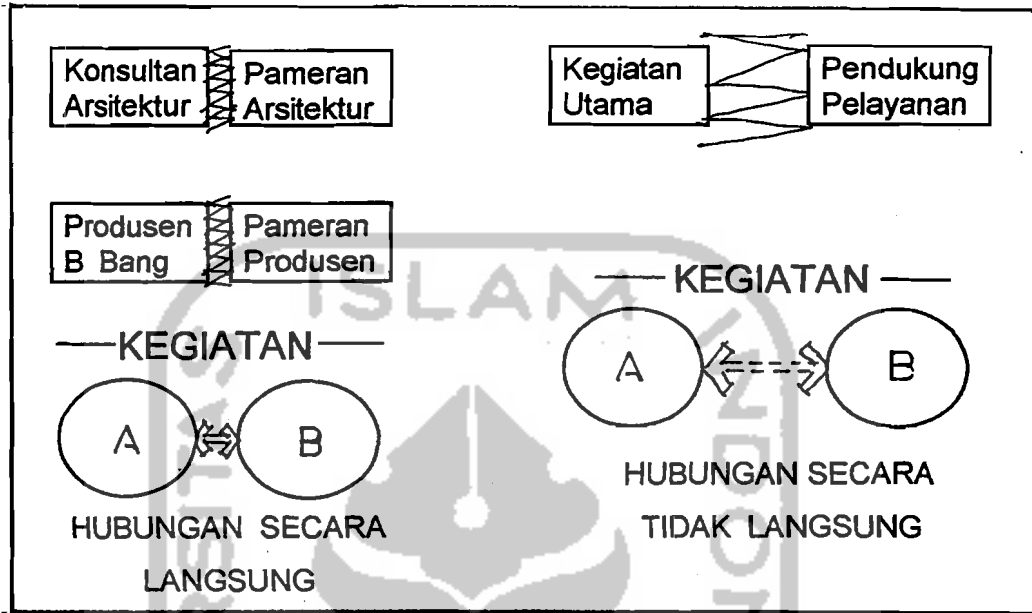 Konsultan
Arsitektur
Pameran
Arsitektur
Kegiatan
Utama
Pendukung
Pelayanan
Produsen
B Bang
Pameran
Produsen
KEGIATAN
A
B
HUBUNGAN SECARA
LANGSUNG
KEGIATAN
A
B
HUBUNGAN SECARA
TIDAK LANGSUNG
ISLAM